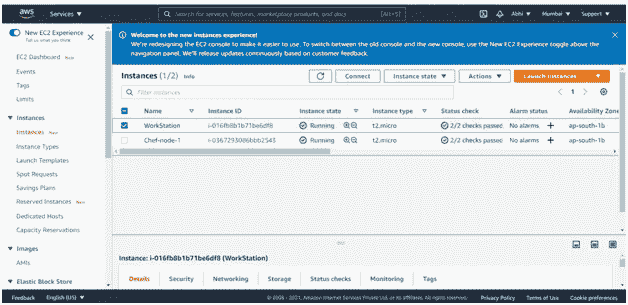 aws
Services
Search for services, features, marketplace products, and docs [Alt+S]
Abhi
Mumbai
Support
New EC2 Experience
Tell us what you think
EC2 Dashboard New
Events
Tags
Limits
Instances
Instances New
Instance Types
Launch Templates
Spot Requests
Savings Plans
Reserved Instances New
Dedicated Hosts
Capacity Reservations
Images
AMIs
Elastic Block Store
Welcome to the new instances experience!
We're redesigning the EC2 console to make it easier to use. To switch between the old console and the new console, use the New EC2 Experience toggle above the
navigation panel. We'll release updates continuously based on customer feedback.
Instances (1/2) Info
Connect
Instance state
Actions
Launch instances
Filter instances
1
Name Instance ID Instance state Instance type Status check Alarm status Availability Zone
WorkStation i-016fb8b1b71be6df8 Running t2.micro 2/2 checks passed No alarms + ap-south-1b
Chef-node-1 Running t2.micro 2/2 checks passed No alarms + ap-south-1b
Instance: i-016fb8b1b71be6df8 (WorkStation)
Details Security Networking Storage Status checks Monitoring Tags
Feedback English (US) © 2008 - 2021, Amazon Internet Services Private Ltd. or its affiliates. All rights reserved. Privacy Policy Terms of Use Cookie preferences